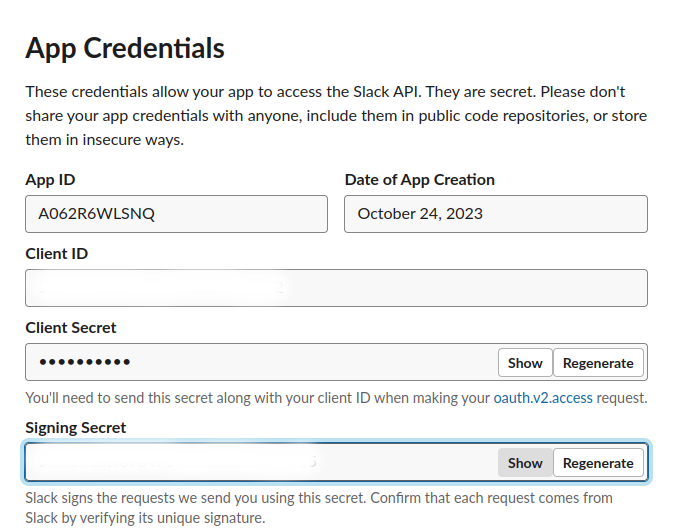 App Credentials
These credentials allow your app to access the Slack API. They are secret. Please don't
share your app credentials with anyone, include them in public code repositories, or store
them in insecure ways.
App ID
Date of App Creation
A062R6WLSNQ
October 24, 2023
Client ID
Client Secret
••••••••••
Show
Regenerate
You'll need to send this secret along with your client ID when making your oauth.v2.access request.
Signing Secret
Show
Regenerate
Slack signs the requests we send you using this secret. Confirm that each request comes from
Slack by verifying its unique signature.